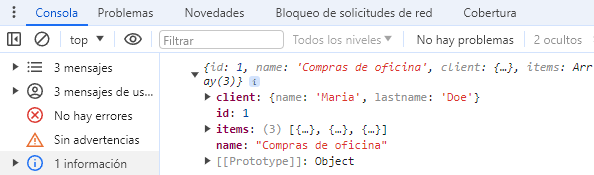 Consola Problemas Novedades Bloqueo de solicitudes de red Cobertura
top Filtrar Todos los niveles No hay problemas 2 ocultos
3 mensajes
3 mensajes de us...
No hay errores
Sin advertencias
1 información
{id: 1, name: 'Compras de oficina', client: {…}, items: Arr
ay(3)} i
client: {name: 'Maria', lastname: 'Doe'}
id: 1
items: (3) [{…}, {…}, {…}]
name: "Compras de oficina"
[[Prototype]]: Object